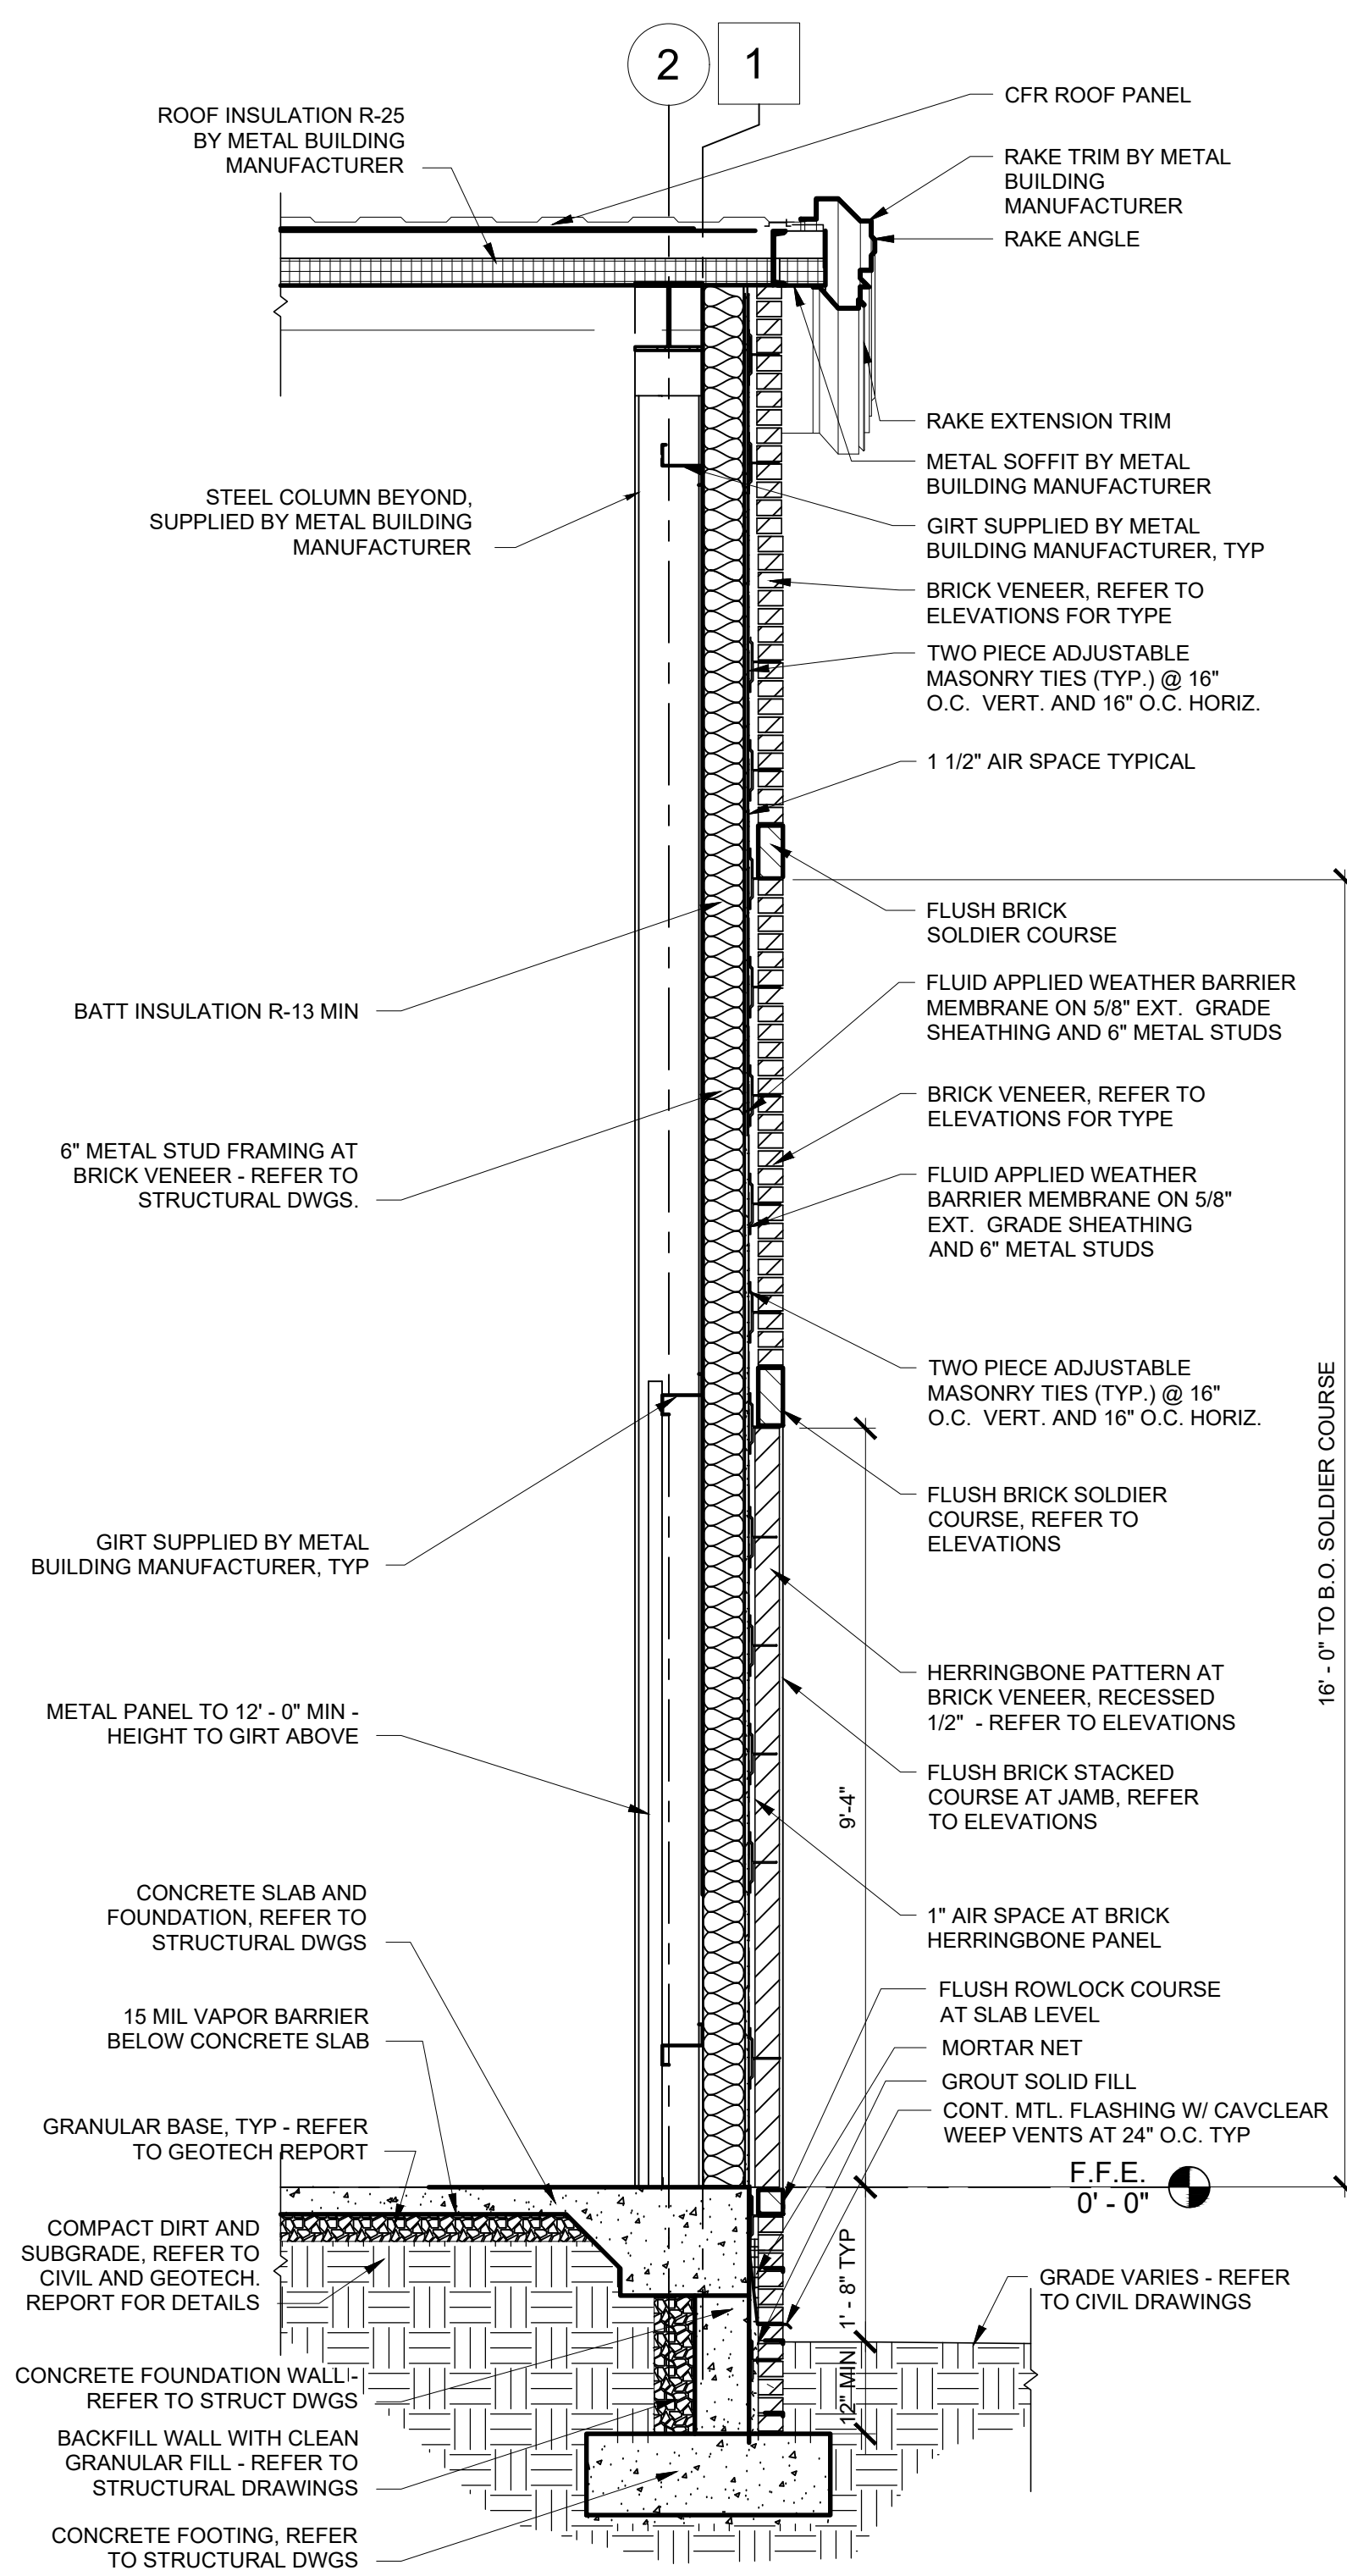 2
1
ROOF INSULATION R-25
BY METAL BUILDING
MANUFACTURER
CFR ROOF PANEL
RAKE TRIM BY METAL
BUILDING
MANUFACTURER
RAKE ANGLE
RAKE EXTENSION TRIM
METAL SOFFIT BY METAL
BUILDING MANUFACTURER
STEEL COLUMN BEYOND,
SUPPLIED BY METAL BUILDING
MANUFACTURER
GIRT SUPPLIED BY METAL
BUILDING MANUFACTURER, TYP
BRICK VENEER, REFER TO
ELEVATIONS FOR TYPE
TWO PIECE ADJUSTABLE
MASONRY TIES (TYP.) @ 16"
O.C. VERT. AND 16" O.C. HORIZ.
1 1/2" AIR SPACE TYPICAL
FLUSH BRICK
SOLDIER COURSE
BATT INSULATION R-13 MIN
FLUID APPLIED WEATHER BARRIER
MEMBRANE ON 5/8" EXT. GRADE
SHEATHING AND 6" METAL STUDS
BRICK VENEER, REFER TO
ELEVATIONS FOR TYPE
6" METAL STUD FRAMING AT
BRICK VENEER - REFER TO
STRUCTURAL DWGS.
FLUID APPLIED WEATHER
BARRIER MEMBRANE ON 5/8"
EXT. GRADE SHEATHING
AND 6" METAL STUDS
TWO PIECE ADJUSTABLE
MASONRY TIES (TYP.) @ 16"
O.C. VERT. AND 16" O.C. HORIZ.
16' - 0" TO B.O. SOLDIER COURSE
FLUSH BRICK SOLDIER
COURSE, REFER TO
ELEVATIONS
GIRT SUPPLIED BY METAL
BUILDING MANUFACTURER, TYP
HERRINGBONE PATTERN AT
BRICK VENEER, RECESSED
1/2" - REFER TO ELEVATIONS
METAL PANEL TO 12' - 0" MIN -
HEIGHT TO GIRT ABOVE
FLUSH BRICK STACKED
COURSE AT JAMB, REFER
TO ELEVATIONS
9'-4"
CONCRETE SLAB AND
FOUNDATION, REFER TO
STRUCTURAL DWGS
1" AIR SPACE AT BRICK
HERRINGBONE PANEL
FLUSH ROWLOCK COURSE
AT SLAB LEVEL
15 MIL VAPOR BARRIER
BELOW CONCRETE SLAB
MORTAR NET
GROUT SOLID FILL
CONT. MTL. FLASHING W/ CAVCLEAR
WEEP VENTS AT 24" O.C. TYP
GRANULAR BASE, TYP - REFER
TO GEOTECH REPORT
F.F.E.
0' - 0"
COMPACT DIRT AND
SUBGRADE, REFER TO
CIVIL AND GEOTECH.
REPORT FOR DETAILS
1' - 8" TYP
GRADE VARIES - REFER
TO CIVIL DRAWINGS
12" MIN
CONCRETE FOUNDATION WALL -
REFER TO STRUCT DWGS
BACKFILL WALL WITH CLEAN
GRANULAR FILL - REFER TO
STRUCTURAL DRAWINGS
CONCRETE FOOTING, REFER
TO STRUCTURAL DWGS